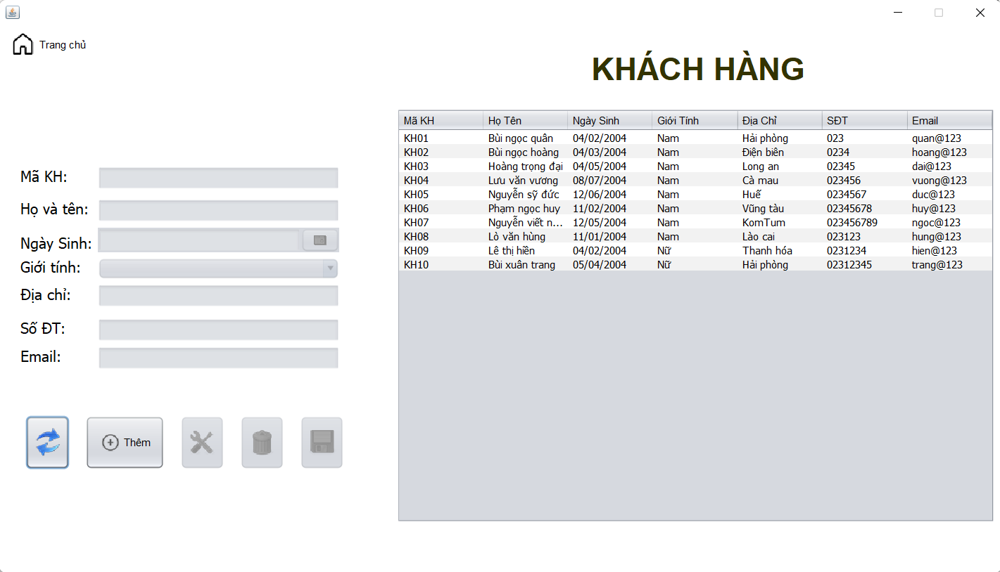 Trang chủ
KHÁCH HÀNG
Mã KH:
Họ và tên:
Ngày Sinh:
Giới tính:
Địa chỉ:
Số ĐT:
Email:
Thêm
Mã KH Họ Tên Ngày Sinh Giới Tính Địa Chỉ SĐT Email
KH01 Bùi ngọc quân 04/02/2004 Nam Hải phòng 023 quan@123
KH02 Bùi ngọc hoàng 04/03/2004 Nam Điện biên 0234 hoang@123
KH03 Hoàng trọng đại 04/05/2004 Nam Long an 02345 dai@123
KH04 Lưu văn vương 08/07/2004 Nam Cà mau 023456 vuong@123
KH05 Nguyễn sỹ đức 12/06/2004 Nam Huế 0234567 duc@123
KH06 Phạm ngọc huy 11/02/2004 Nam Vũng tàu 02345678 huy@123
KH07 Nguyễn viết n... 12/05/2004 Nam KomTum 023456789 ngoc@123
KH08 Lò văn hùng 11/01/2004 Nam Lào cai 023123 hung@123
KH09 Lê thị hiền 04/02/2004 Nữ Thanh hóa 0231234 hien@123
KH10 Bùi xuân trang 05/04/2004 Nữ Hải phòng 02312345 trang@123